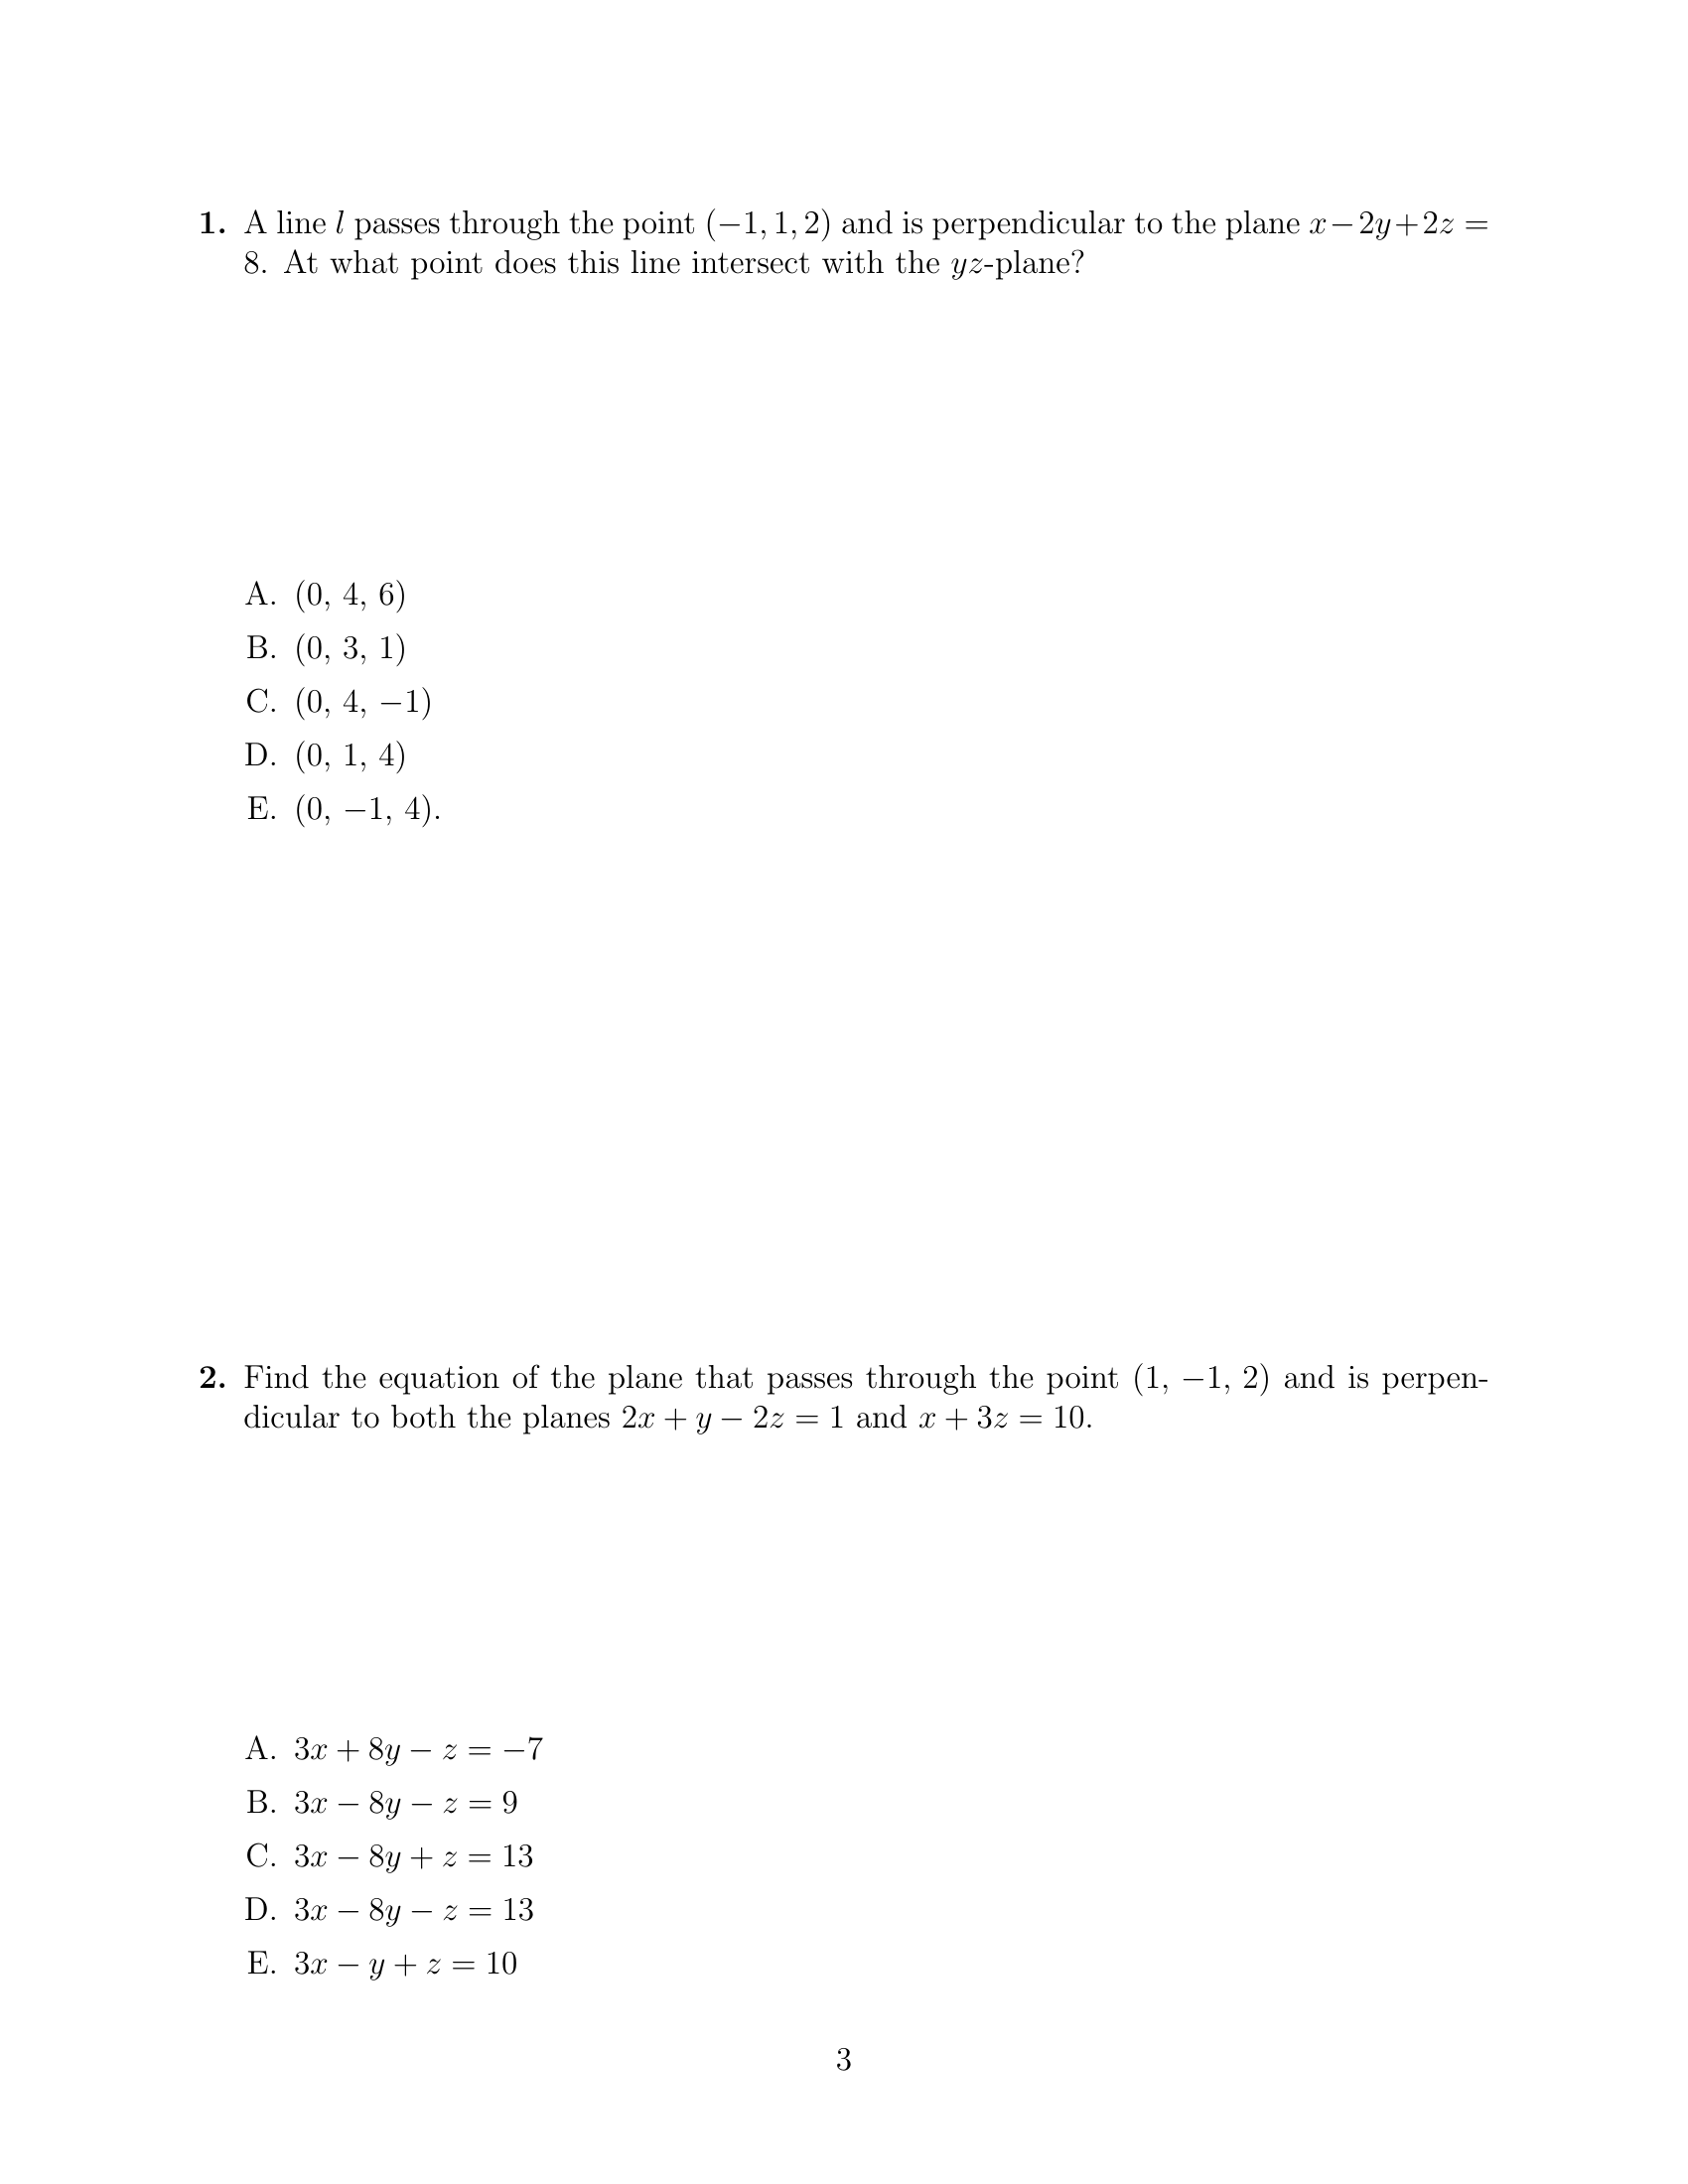 1. A line l passes through the point (−1, 1, 2) and is perpendicular to the plane x−2y+2z =
8. At what point does this line intersect with the yz-plane?
A. (0, 4, 6)
B. (0, 3, 1)
C. (0, 4, −1)
D. (0, 1, 4)
E. (0, −1, 4).
2. Find the equation of the plane that passes through the point (1, −1, 2) and is perpen-
dicular to both the planes 2x + y − 2z = 1 and x + 3z = 10.
A. 3x + 8y − z = −7
B. 3x − 8y − z = 9
C. 3x − 8y + z = 13
D. 3x − 8y − z = 13
E. 3x − y + z = 10
3